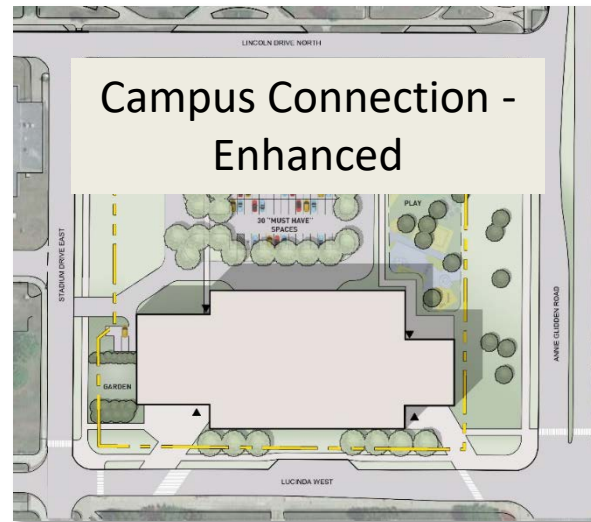 LINCOLN DRIVE NORTH
Campus Connection -
Enhanced
PLAY
30 "MUST HAVE"
SPACES
STADIUM DRIVE EAST
ANNIE GLIDDEN ROAD
GARDEN
LUCINDA WEST